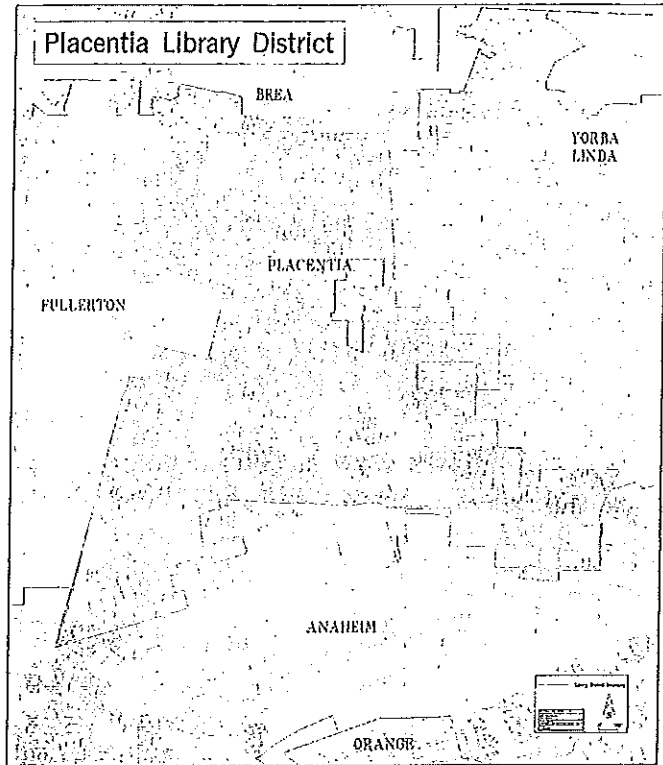 Placentia Library District
BREA
YORBA
LINDA
PLACENTIA
FULLERTON
ANAHEIM
ORANGE